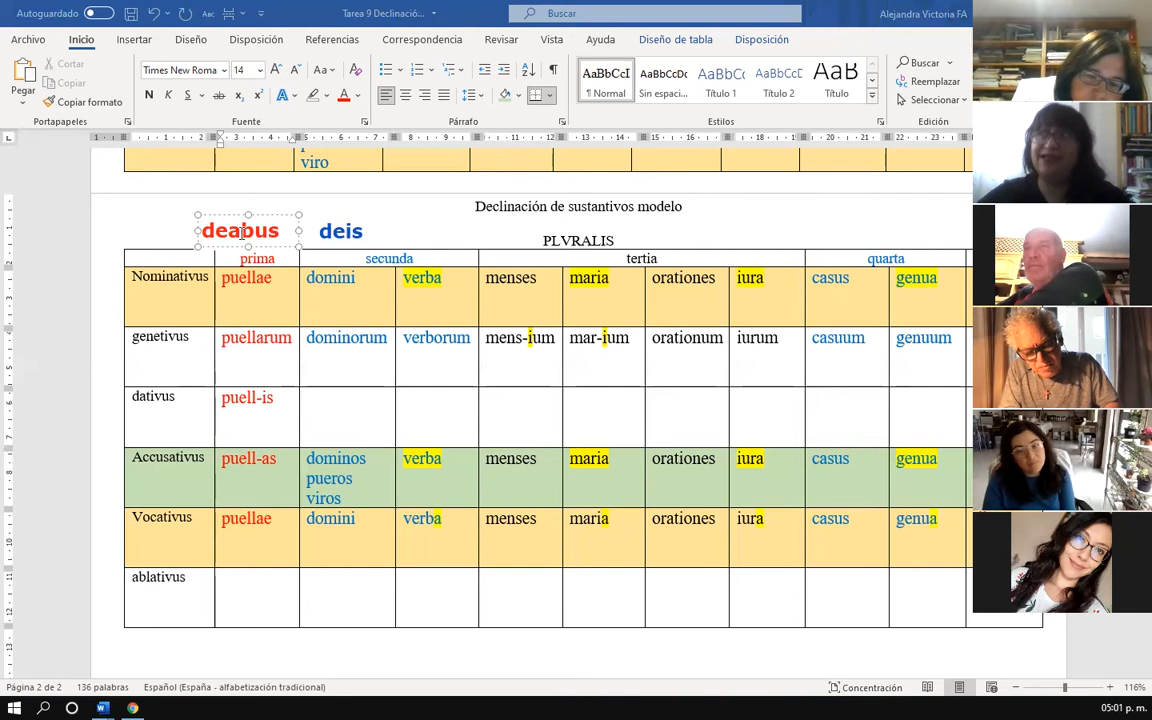 Autoguardado
Tarea 9 Declinació...
Buscar
Alejandra Victoria FA
Archivo Inicio Insertar Diseño Disposición Referencias Correspondencia Revisar Vista Ayuda Diseño de tabla Disposición
Pegar
Cortar
Copiar
Copiar formato
Portapapeles
Times New Roma 14
N K S
Fuente
Párrafo
AaBbCcI AaBbCcDc AaBbCc AaBbCcD AaBbC
¶ Normal Sin espaci... Título 1 Título 2 Título
Estilos
Buscar
Reemplazar
Seleccionar
Edición
viro
Declinación de sustantivos modelo
deabus deis
PLVRALIS
prima secunda tertia quarta
Nominativus puellae domini verba menses maria orationes iura casus genua
genetivus puellarum dominorum verborum mens-ium mar-ium orationum iurum casuum genuum
dativus puell-is
Accusativus puell-as dominos verba menses maria orationes iura casus genua
pueros
viros
Vocativus puellae domini verba menses maria orationes iura casus genua
ablativus
Página 2 de 2 136 palabras Español (España - alfabetización tradicional) Concentración 116%
05:01 p. m.